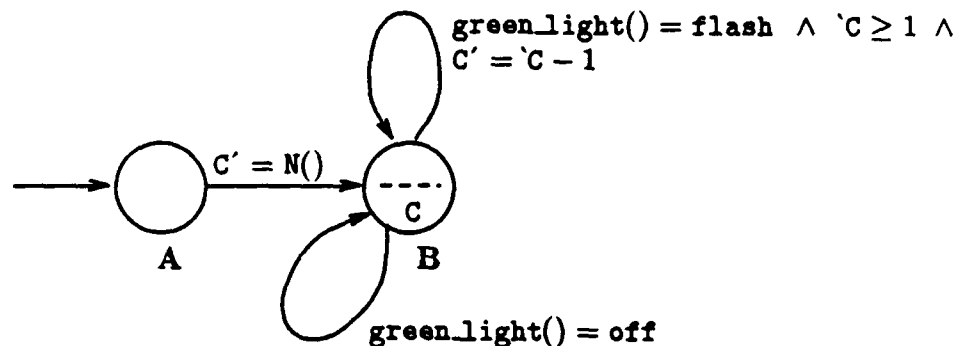 green_light() = flash ∧ `C ≥ 1 ∧
C´ = `C − 1
C´ = N()
C
A
B
green_light() = off